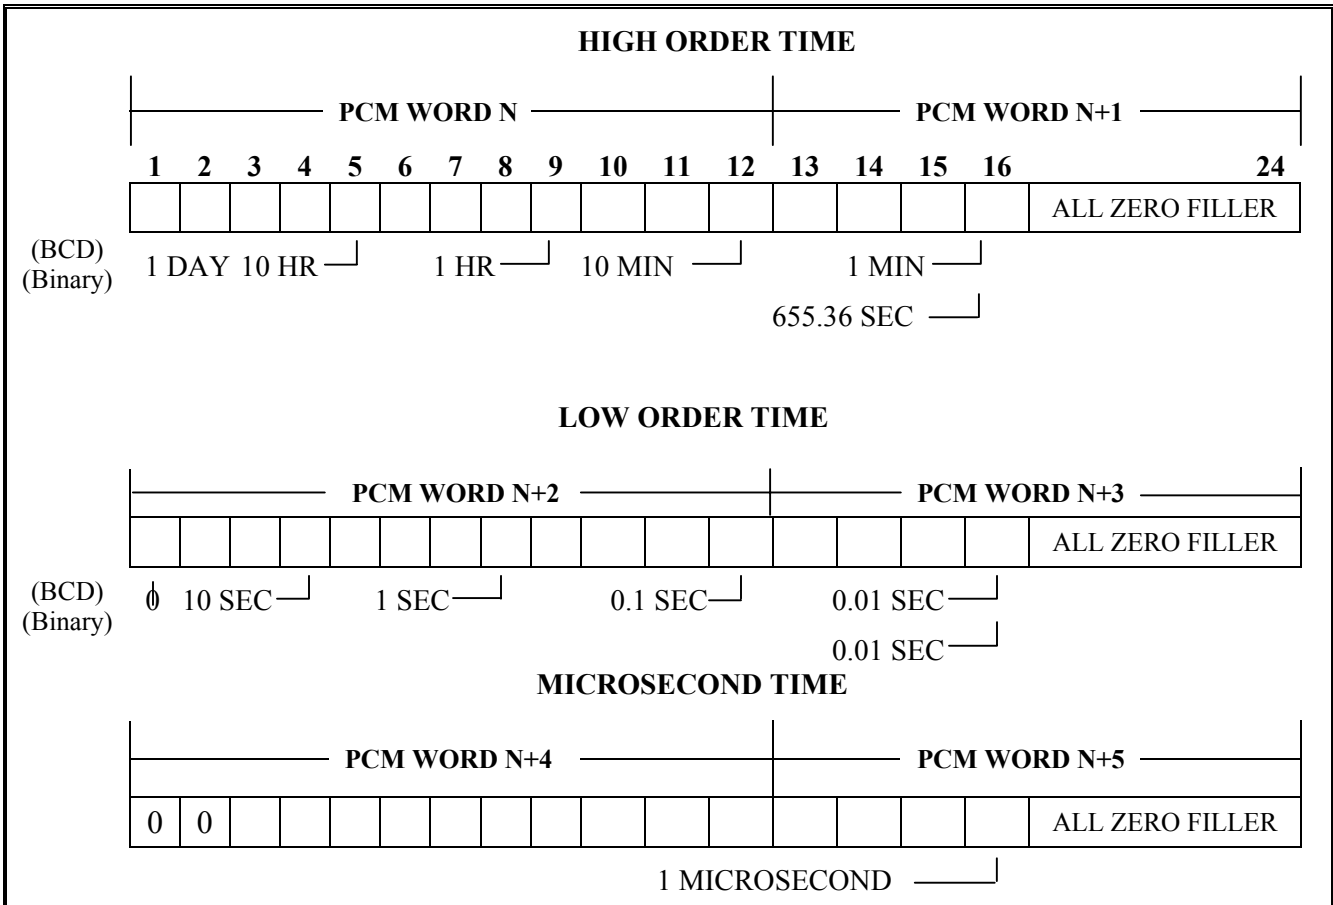 HIGH ORDER TIME
PCM WORD N PCM WORD N+1
1 2 3 4 5 6 7 8 9 10 11 12 13 14 15 16 24
ALL ZERO FILLER
(BCD) 1 DAY 10 HR 1 HR 10 MIN 1 MIN
(Binary) 655.36 SEC
LOW ORDER TIME
PCM WORD N+2 PCM WORD N+3
ALL ZERO FILLER
(BCD) 0 10 SEC 1 SEC 0.1 SEC 0.01 SEC
(Binary) 0.01 SEC
MICROSECOND TIME
PCM WORD N+4 PCM WORD N+5
0 0 ALL ZERO FILLER
1 MICROSECOND